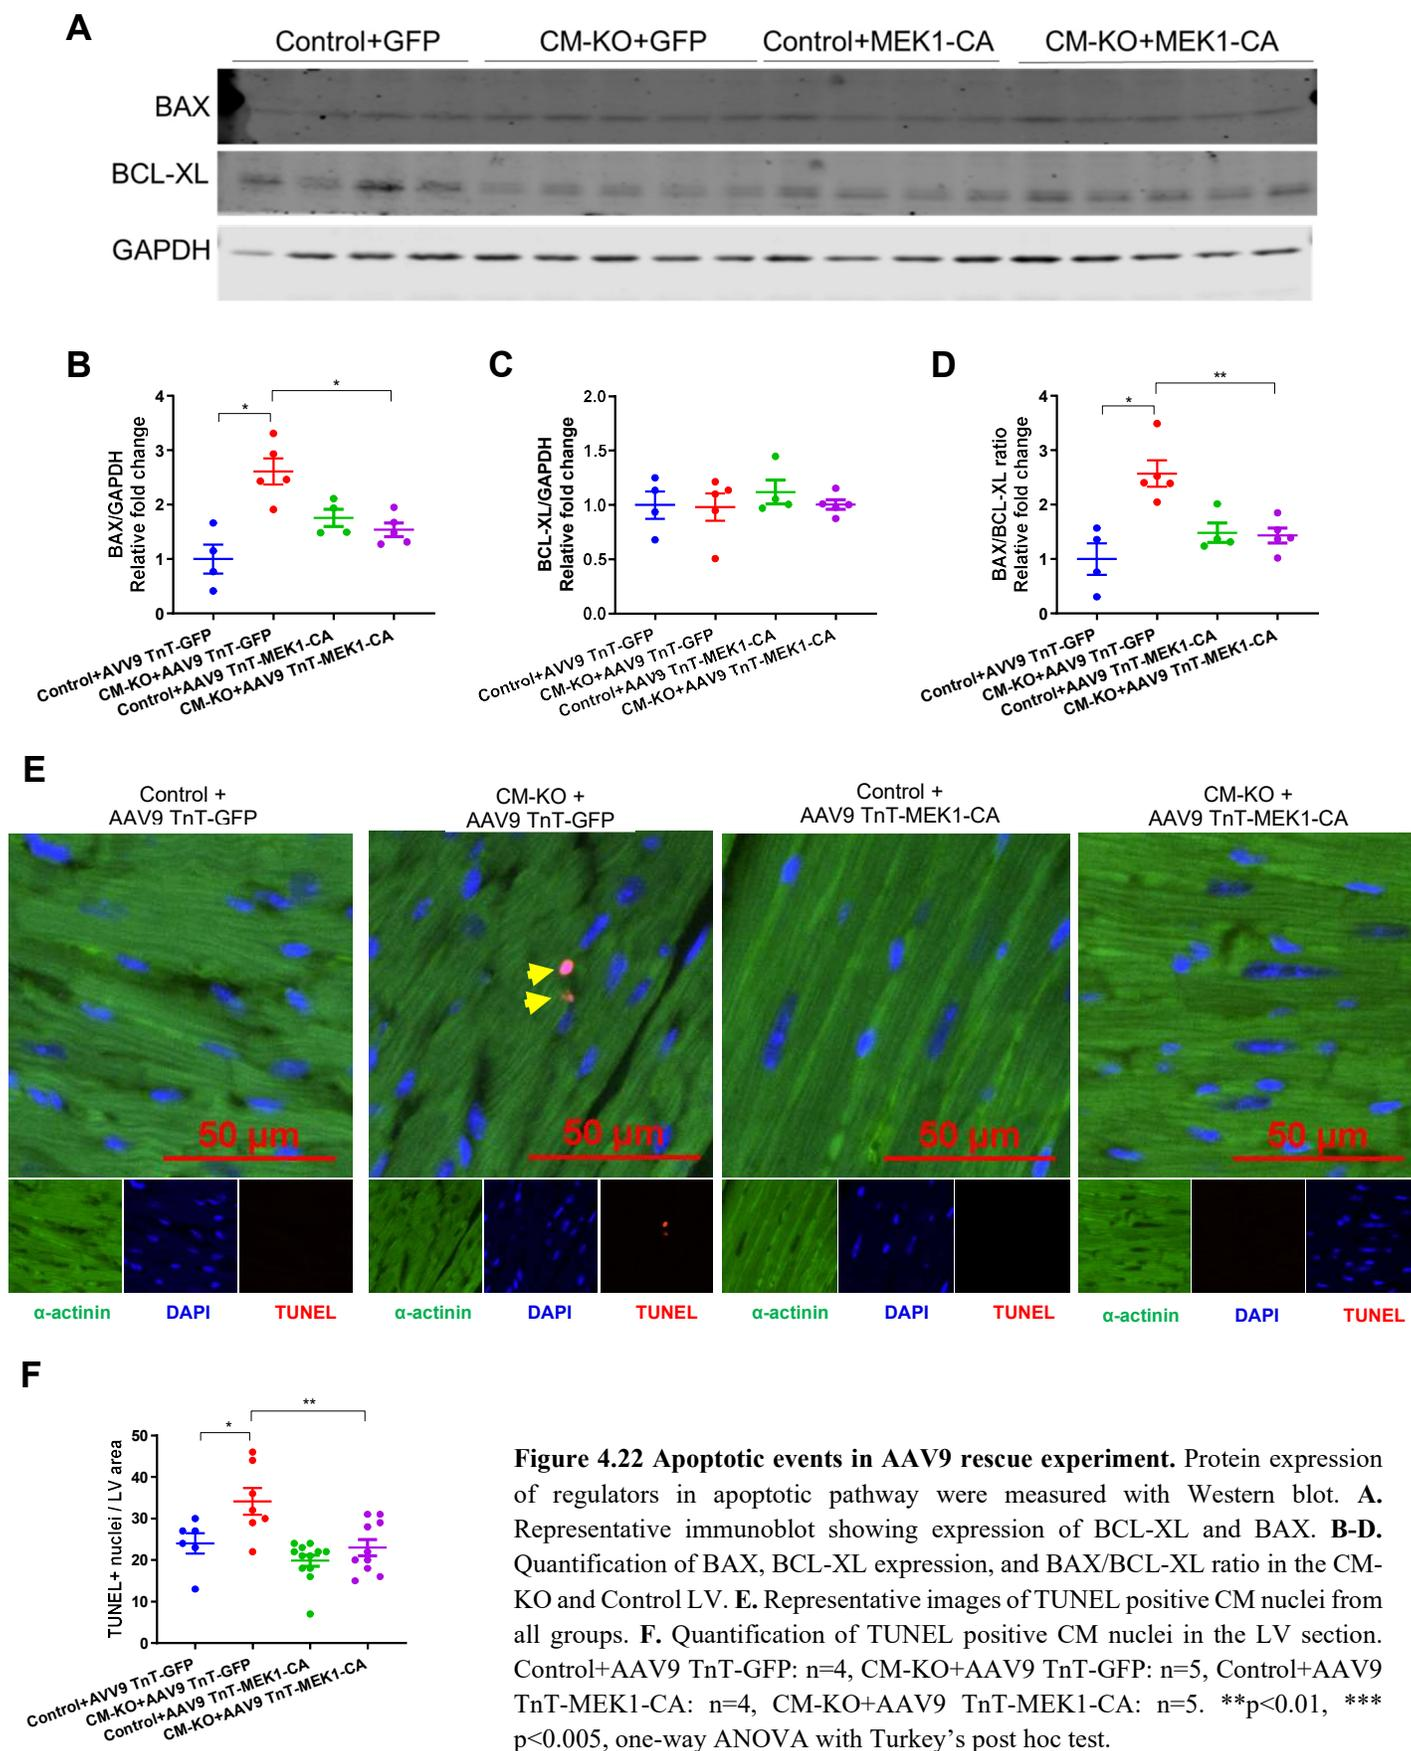 A
Control+GFP CM-KO+GFP Control+MEK1-CA CM-KO+MEK1-CA
BAX
BCL-XL
GAPDH
B
BAX/GAPDH
Relative fold change
4
3
2
1
0
*
*
Control+AVV9 TnT-GFP
CM-KO+AAV9 TnT-GFP
Control+AAV9 TnT-MEK1-CA
CM-KO+AAV9 TnT-MEK1-CA
C
BCL-XL/GAPDH
Relative fold change
2.0
1.5
1.0
0.5
0.0
Control+AVV9 TnT-GFP
CM-KO+AAV9 TnT-GFP
Control+AAV9 TnT-MEK1-CA
CM-KO+AAV9 TnT-MEK1-CA
D
BAX/BCL-XL ratio
Relative fold change
4
3
2
1
0
*
**
Control+AVV9 TnT-GFP
CM-KO+AAV9 TnT-GFP
Control+AAV9 TnT-MEK1-CA
CM-KO+AAV9 TnT-MEK1-CA
E
Control +
AAV9 TnT-GFP
CM-KO +
AAV9 TnT-GFP
Control +
AAV9 TnT-MEK1-CA
CM-KO +
AAV9 TnT-MEK1-CA
50 µm
50 µm
50 µm
50 µm
α-actinin DAPI TUNEL
α-actinin DAPI TUNEL
α-actinin DAPI TUNEL
α-actinin DAPI TUNEL
F
TUNEL+ nuclei / LV area
50
40
30
20
10
0
*
**
Control+AVV9 TnT-GFP
CM-KO+AAV9 TnT-GFP
Control+AAV9 TnT-MEK1-CA
CM-KO+AAV9 TnT-MEK1-CA
Figure 4.22 Apoptotic events in AAV9 rescue experiment. Protein expression
of regulators in apoptotic pathway were measured with Western blot. A.
Representative immunoblot showing expression of BCL-XL and BAX. B-D.
Quantification of BAX, BCL-XL expression, and BAX/BCL-XL ratio in the CM-
KO and Control LV. E. Representative images of TUNEL positive CM nuclei from
all groups. F. Quantification of TUNEL positive CM nuclei in the LV section.
Control+AAV9 TnT-GFP: n=4, CM-KO+AAV9 TnT-GFP: n=5, Control+AAV9
TnT-MEK1-CA: n=4, CM-KO+AAV9 TnT-MEK1-CA: n=5. **p<0.01, ***
p<0.005, one-way ANOVA with Turkey's post hoc test.